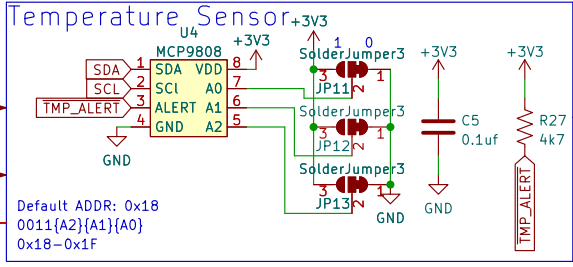 Temperature Sensor
U4
MCP9808
SDA 1 SDA VDD 8 +3V3
SCL 2 SCl A0 7
TMP_ALERT 3 ALERT A1 6
4 GND A2 5
GND
+3V3
1 0
SolderJumper3
3 1
JP11 2
SolderJumper3
3 1
JP12 2
SolderJumper3
3 1
JP13 2
GND
+3V3
C5
0.1uf
GND
+3V3
R27
4k7
TMP_ALERT
Default ADDR: 0x18
0011{A2}{A1}{A0}
0x18-0x1F